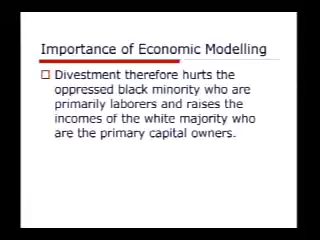 Importance of Economic Modelling
Divestment therefore hurts the
oppressed black minority who are
primarily laborers and raises the
incomes of the white majority who
are the primary capital owners.